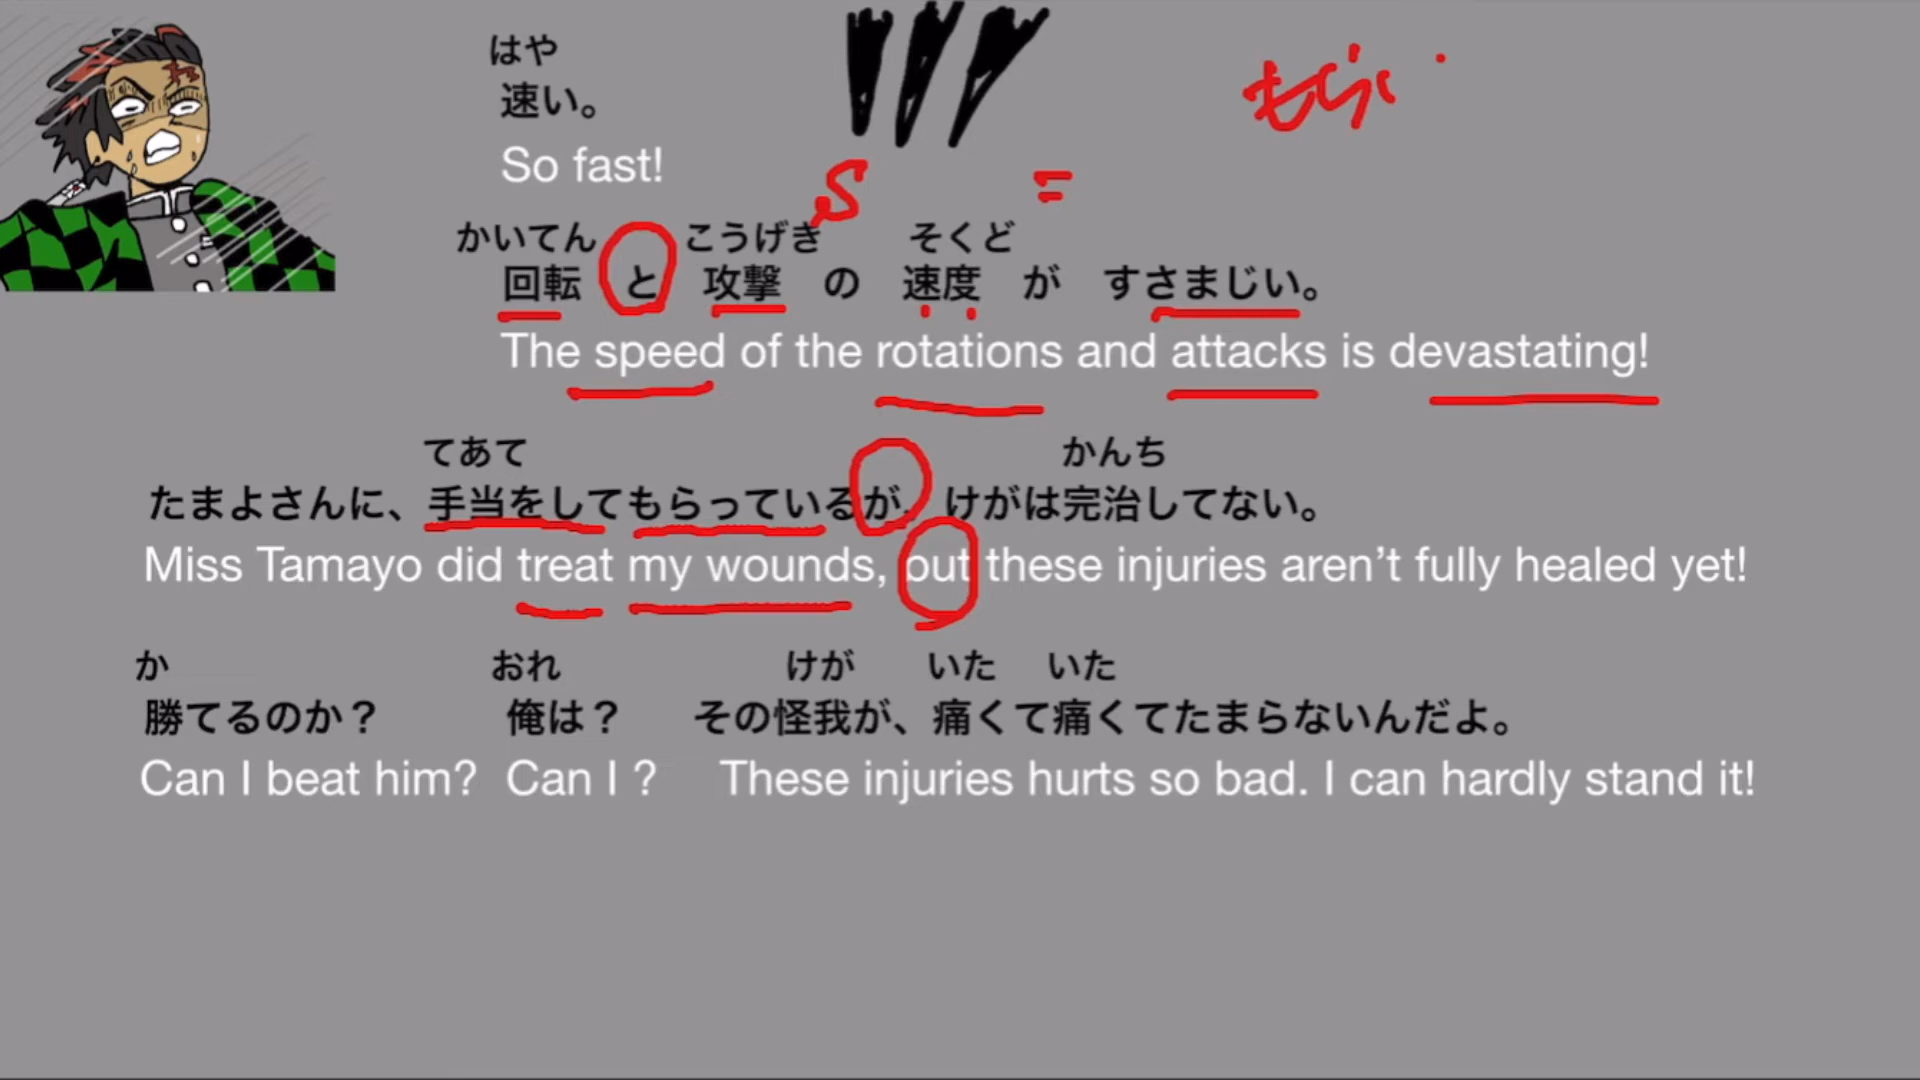 はや
速い。
So fast!
S =
もらい
かいてん こうげき そくど
回転 と 攻撃 の 速度 が すさまじい。
The speed of the rotations and attacks is devastating!
てあて かんち
たまよさんに、手当をしてもらっているが、けがは完治してない。
Miss Tamayo did treat my wounds, but these injuries aren’t fully healed yet!
か おれ けが いた いた
勝てるのか？ 俺は？ その怪我が、痛くて痛くてたまらないんだよ。
Can I beat him? Can I ? These injuries hurts so bad. I can hardly stand it!